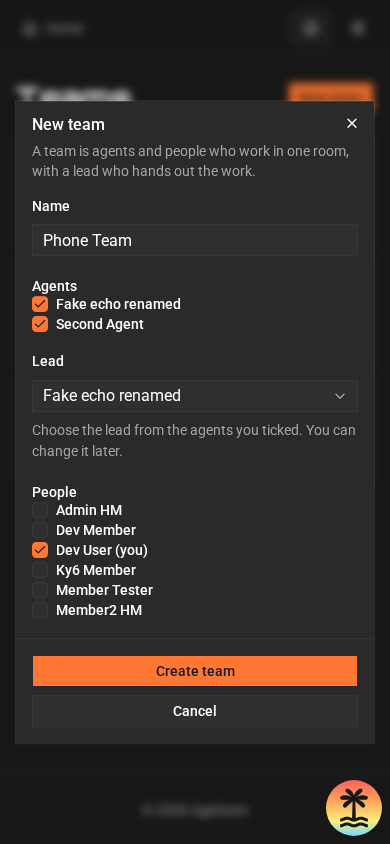 Home
Teams
New team
A team is agents and people who work in one room,
with a lead who hands out the work.
Name
Phone Team
Agents
Fake echo renamed
Second Agent
Lead
Fake echo renamed
Choose the lead from the agents you ticked. You can
change it later.
People
Admin HM
Dev Member
Dev User (you)
Ky6 Member
Member Tester
Member2 HM
Create team
Cancel